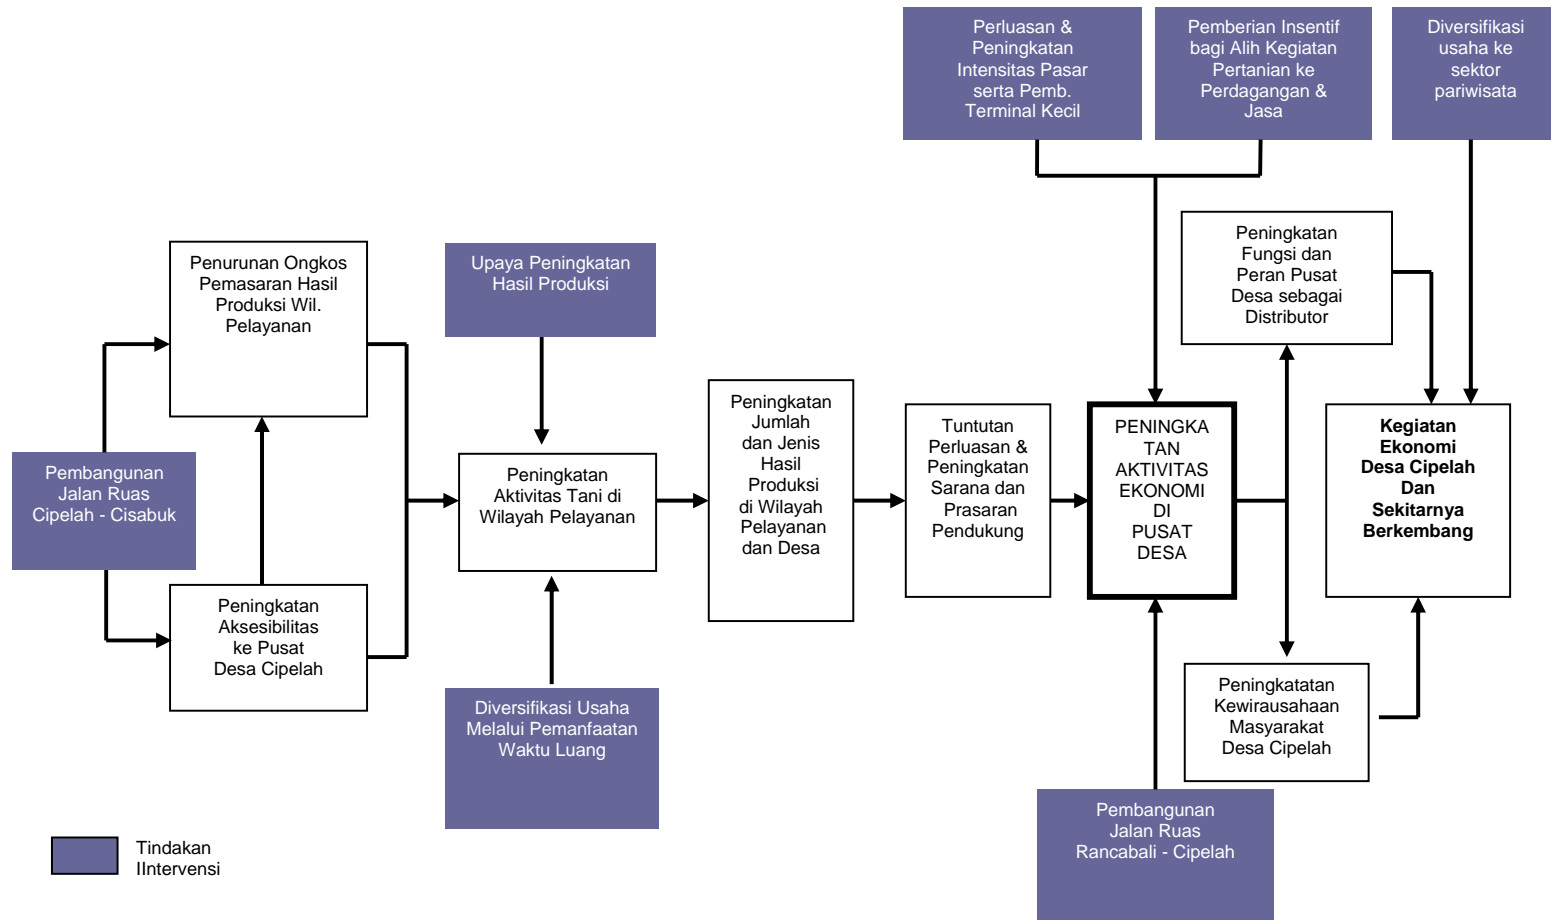 Perluasan &
Peningkatan
Intensitas Pasar
serta Pemb.
Terminal Kecil
Pemberian Insentif
bagi Alih Kegiatan
Pertanian ke
Perdagangan &
Jasa
Diversifikasi
usaha ke
sektor
pariwisata
Penurunan Ongkos
Pemasaran Hasil
Produksi Wil.
Pelayanan
Upaya Peningkatan
Hasil Produksi
Peningkatan
Fungsi dan
Peran Pusat
Desa sebagai
Distributor
Pembangunan
Jalan Ruas
Cipelah - Cisabuk
Peningkatan
Aktivitas Tani di
Wilayah Pelayanan
Peningkatan
Jumlah
dan Jenis
Hasil
Produksi
di Wilayah
Pelayanan
dan Desa
Tuntutan
Perluasan &
Peningkatan
Sarana dan
Prasaran
Pendukung
PENINGKA
TAN
AKTIVITAS
EKONOMI
DI
PUSAT
DESA
Kegiatan
Ekonomi
Desa Cipelah
Dan
Sekitarnya
Berkembang
Peningkatan
Aksesibilitas
ke Pusat
Desa Cipelah
Diversifikasi Usaha
Melalui Pemanfaatan
Waktu Luang
Peningkatatan
Kewirausahaan
Masyarakat
Desa Cipelah
Pembangunan
Jalan Ruas
Rancabali - Cipelah
Tindakan
IIntervensi